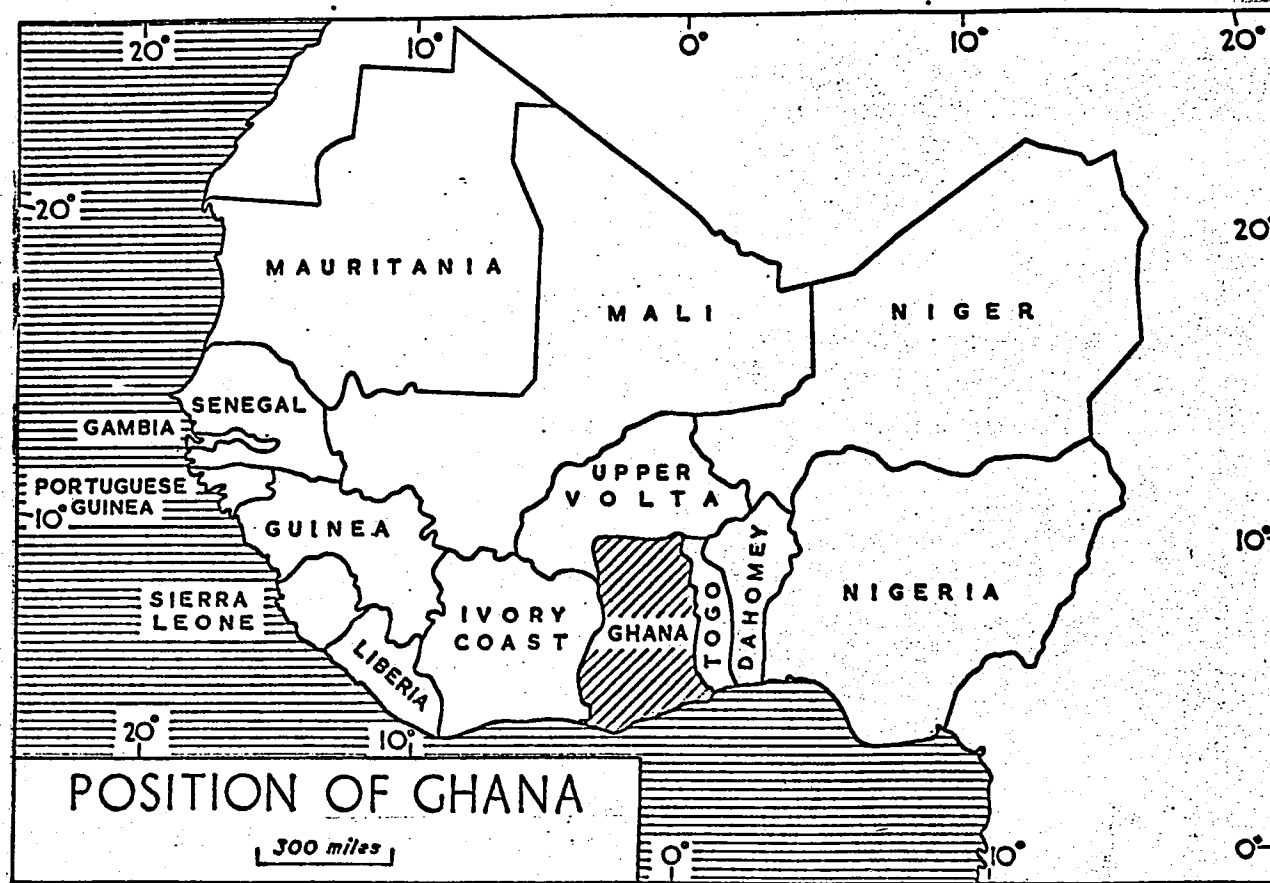 20° 10° 0° 10° 20°
20°
20°
MAURITANIA
MALI
NIGER
SENEGAL
GAMBIA
UPPER
VOLTA
PORTUGUESE
GUINEA
10°
GUINEA
10°
DAHOMEY
TOGO
NIGERIA
SIERRA
LEONE
IVORY
COAST
GHANA
LIBERIA
20° 10°
POSITION OF GHANA
300 miles
0° 10° 0°